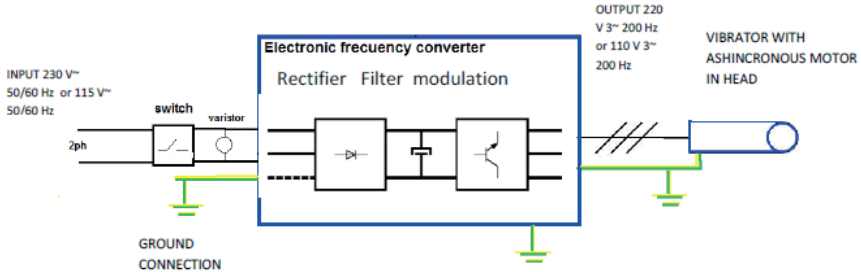 INPUT 230 V~
50/60 Hz or 115 V~
50/60 Hz
2ph
switch
varistor
GROUND
CONNECTION
Electronic frecuency converter
Rectifier Filter modulation
OUTPUT 220
V 3~ 200 Hz
or 110 V 3~
200 Hz
VIBRATOR WITH
ASHINCRONOUS MOTOR
IN HEAD